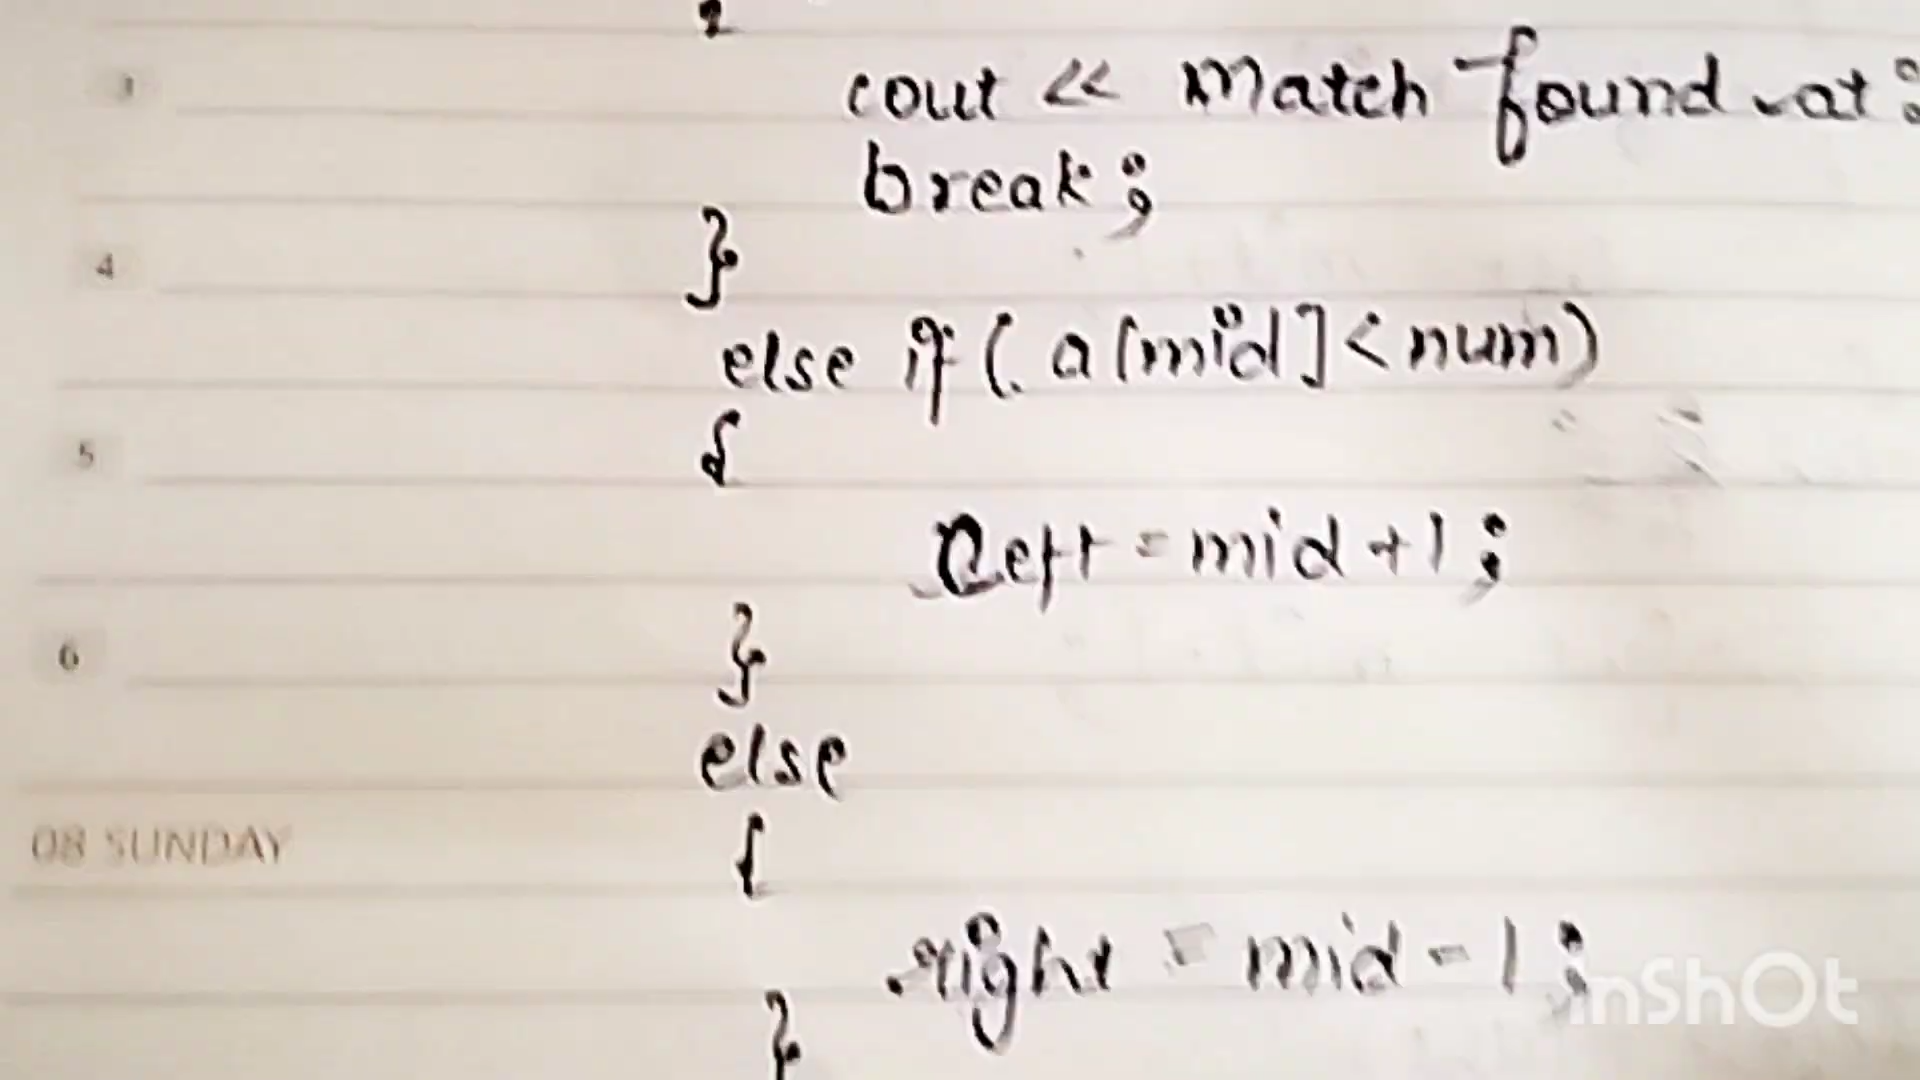 3
cout << Match found at :
break ;
}
4
else if ( a[mid] < num)
5
{
left = mid + 1 ;
6
}
else
08 SUNDAY
{
right = mid - 1 ;
}
InShOt